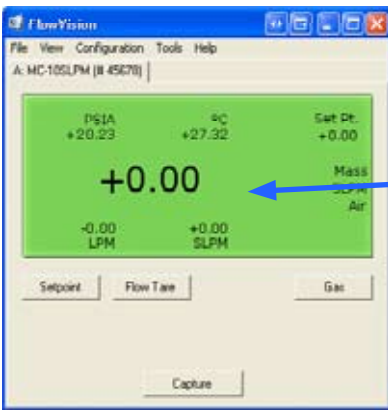 FlowVision
File View Configuration Tools Help
A: MC-10SLPM (# 45678)
PSIA °C Set Pt.
+20.23 +27.32 +0.00
+0.00
Mass
SLPM
Air
-0.00 +0.00
LPM SLPM
Setpoint Flow Tare Gas
Capture